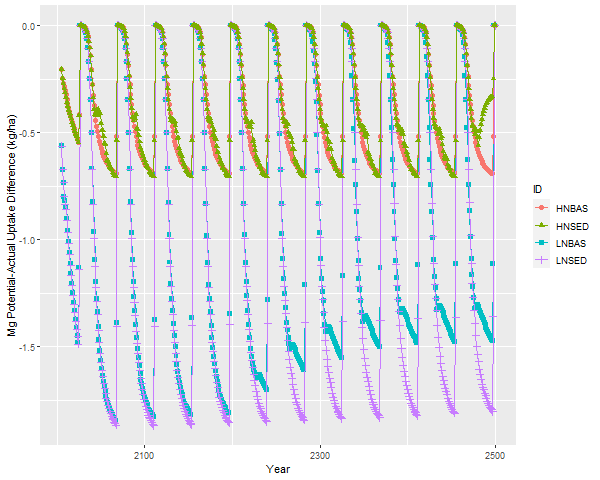 Mg Potential-Actual Uptake Difference (kg/ha)
0.0
-0.5
-1.0
-1.5
2100
2300
2500
Year
ID
HNBAS
HNSED
LNBAS
LNSED